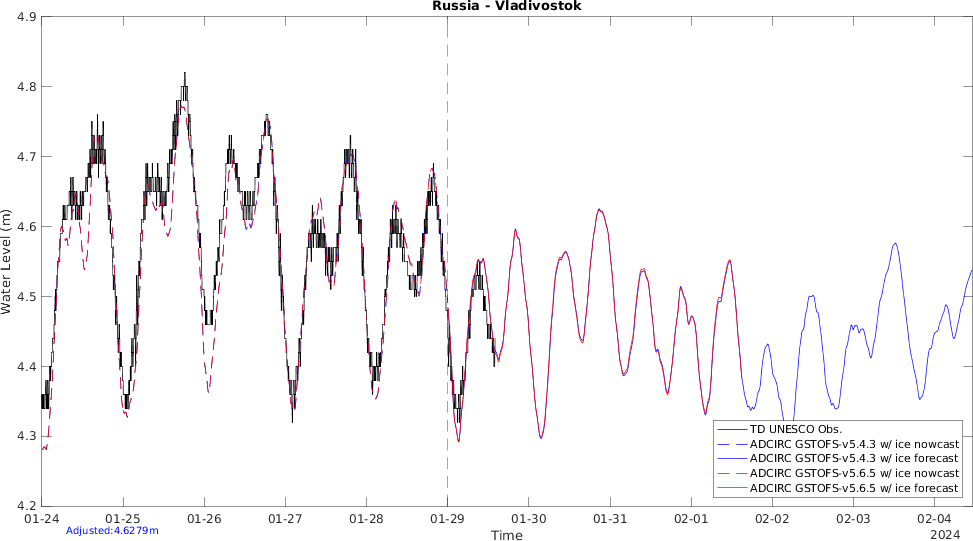 Russia - Vladivostok
4.9
4.8
4.7
4.6
4.5
4.4
4.3
4.2
Water Level (m)
TD UNESCO Obs.
ADCIRC GSTOFS-v5.4.3 w/ ice nowcast
ADCIRC GSTOFS-v5.4.3 w/ ice forecast
ADCIRC GSTOFS-v5.6.5 w/ ice nowcast
ADCIRC GSTOFS-v5.6.5 w/ ice forecast
01-24 01-25 01-26 01-27 01-28 01-29 01-30 01-31 02-01 02-02 02-03 02-04
Adjusted:4.6279m
Time
2024